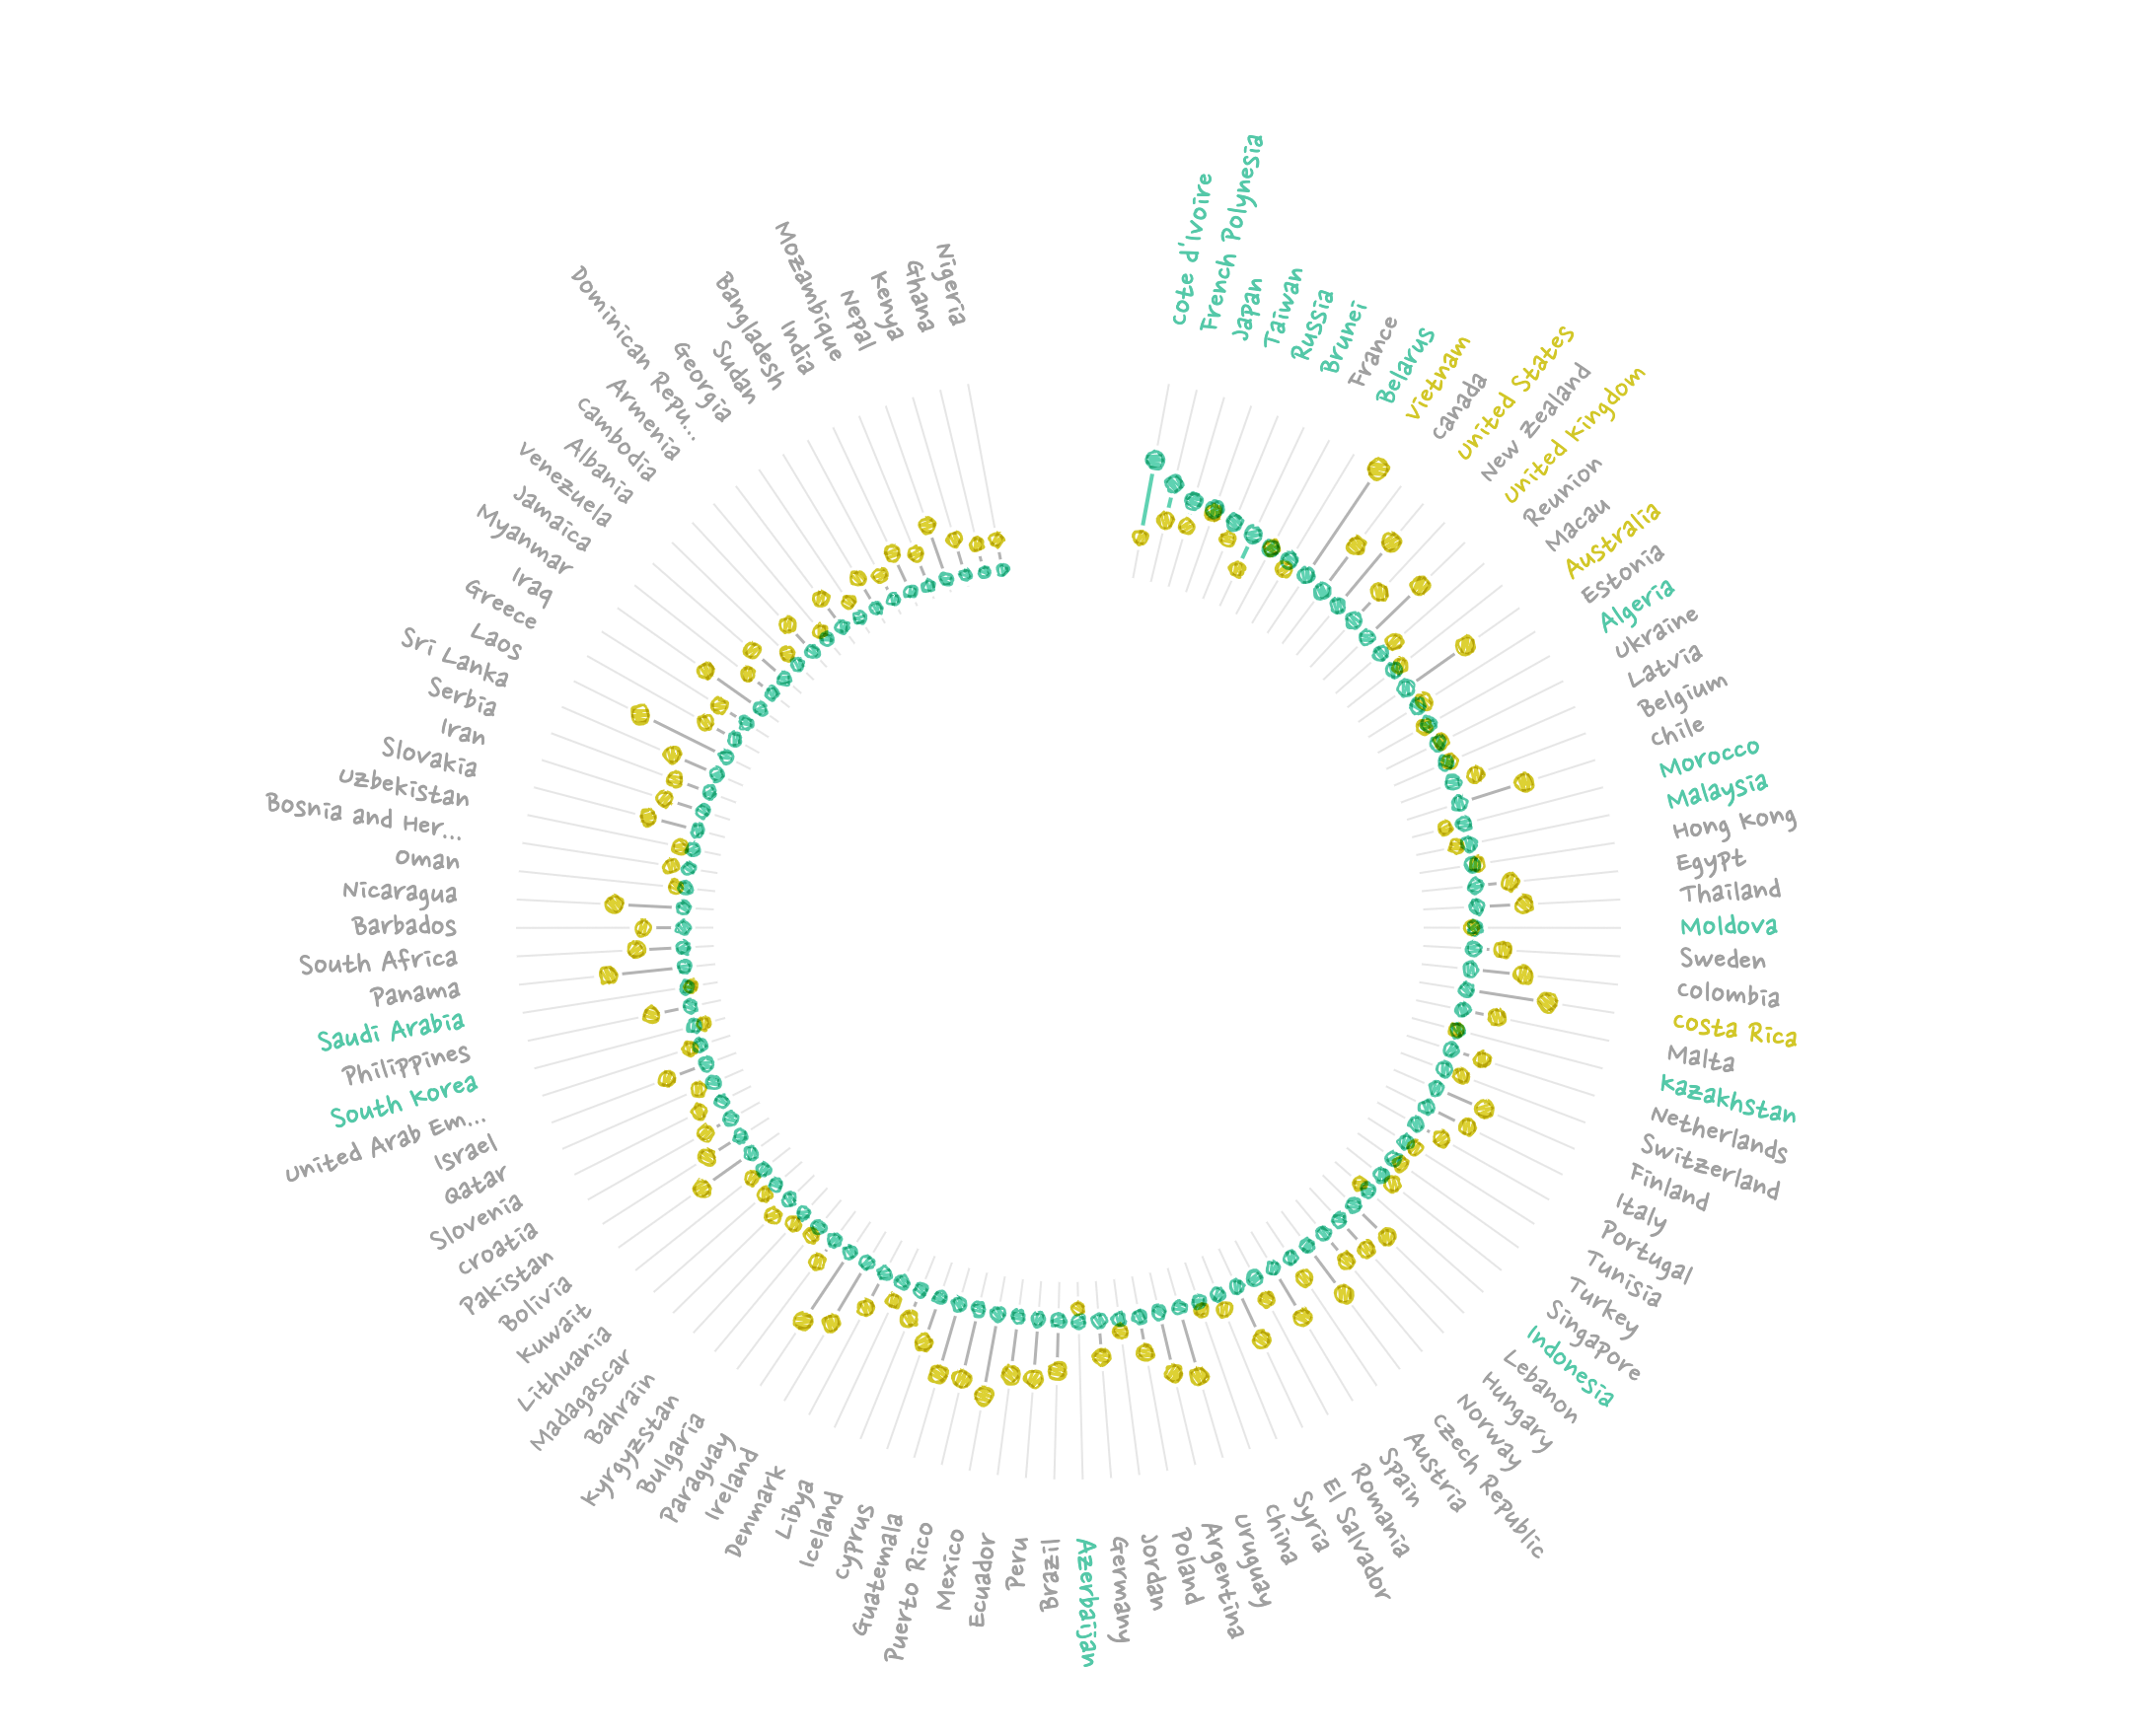 Cote d'Ivoire
French Polynesia
Japan
Taiwan
Russia
Brunei
France
Belarus
Vietnam
Canada
United States
New Zealand
United Kingdom
Reunion
Macau
Australia
Estonia
Algeria
Ukraine
Latvia
Belgium
Chile
Morocco
Malaysia
Hong Kong
Egypt
Thailand
Moldova
Sweden
Colombia
Costa Rica
Malta
Kazakhstan
Netherlands
Switzerland
Finland
Italy
Portugal
Tunisia
Turkey
Singapore
Indonesia
Lebanon
Hungary
Norway
Czech Republic
Austria
Spain
Romania
El Salvador
Syria
China
Uruguay
Argentina
Poland
Jordan
Germany
Azerbaijan
Brazil
Peru
Ecuador
Mexico
Puerto Rico
Guatemala
Cyprus
Iceland
Libya
Denmark
Ireland
Paraguay
Bulgaria
Kyrgyzstan
Bahrain
Madagascar
Lithuania
Kuwait
Bolivia
Pakistan
Croatia
Slovenia
Qatar
Israel
United Arab Em...
South Korea
Philippines
Saudi Arabia
Panama
South Africa
Barbados
Nicaragua
Oman
Bosnia and Her...
Uzbekistan
Slovakia
Iran
Serbia
Sri Lanka
Laos
Greece
Iraq
Myanmar
Jamaica
Venezuela
Albania
Cambodia
Armenia
Dominican Repu...
Georgia
Sudan
Bangladesh
India
Mozambique
Nepal
Kenya
Ghana
Nigeria